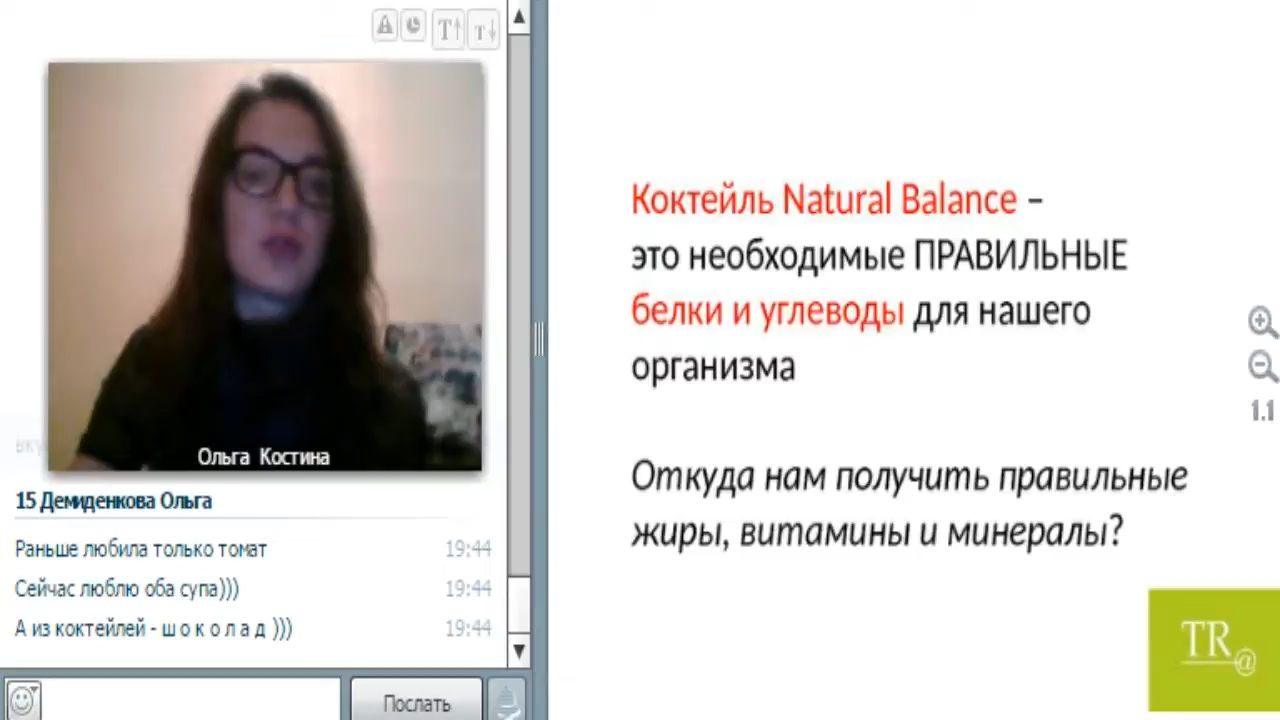 Ольга Костина
15 Демиденкова Ольга
Раньше любила только томат 19:44
Сейчас люблю оба супа))) 19:44
А из коктейлей - ш о к о л а д ))) 19:44
Послать
Коктейль Natural Balance –
это необходимые ПРАВИЛЬНЫЕ
белки и углеводы для нашего
организма
Откуда нам получить правильные
жиры, витамины и минералы?
1.1
TR@